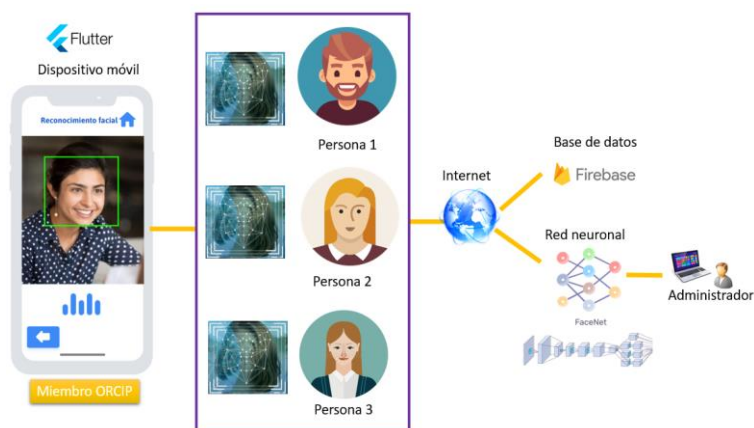 Flutter
Dispositivo móvil
Reconocimiento facial
Miembro ORCIP
Persona 1
Persona 2
Persona 3
Internet
Base de datos
Firebase
Red neuronal
FaceNet
Administrador